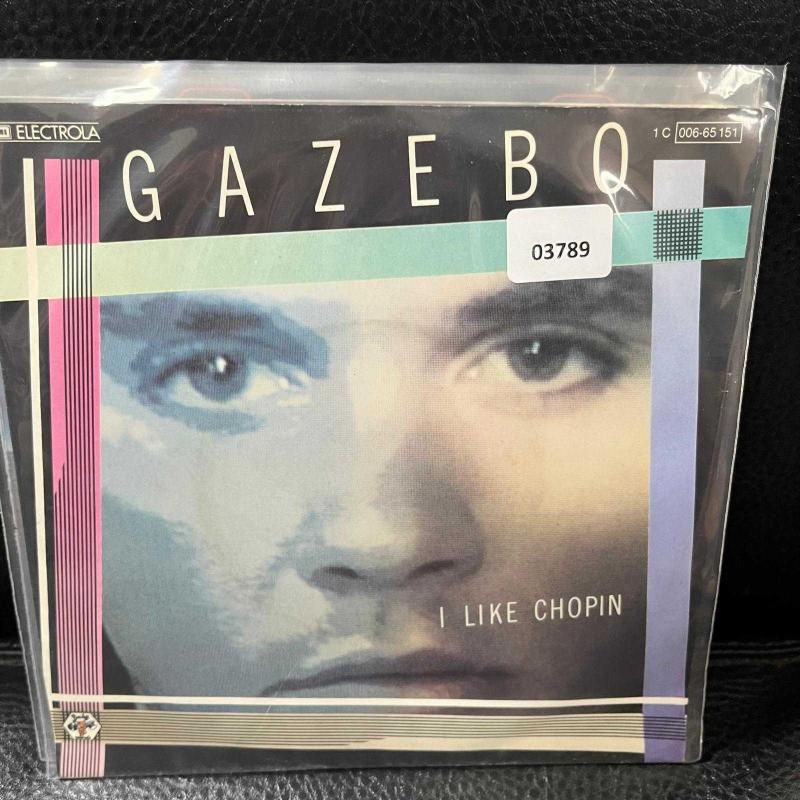 ELECTROLA
1 C 006-65 151
GAZEBO
03789
I LIKE CHOPIN